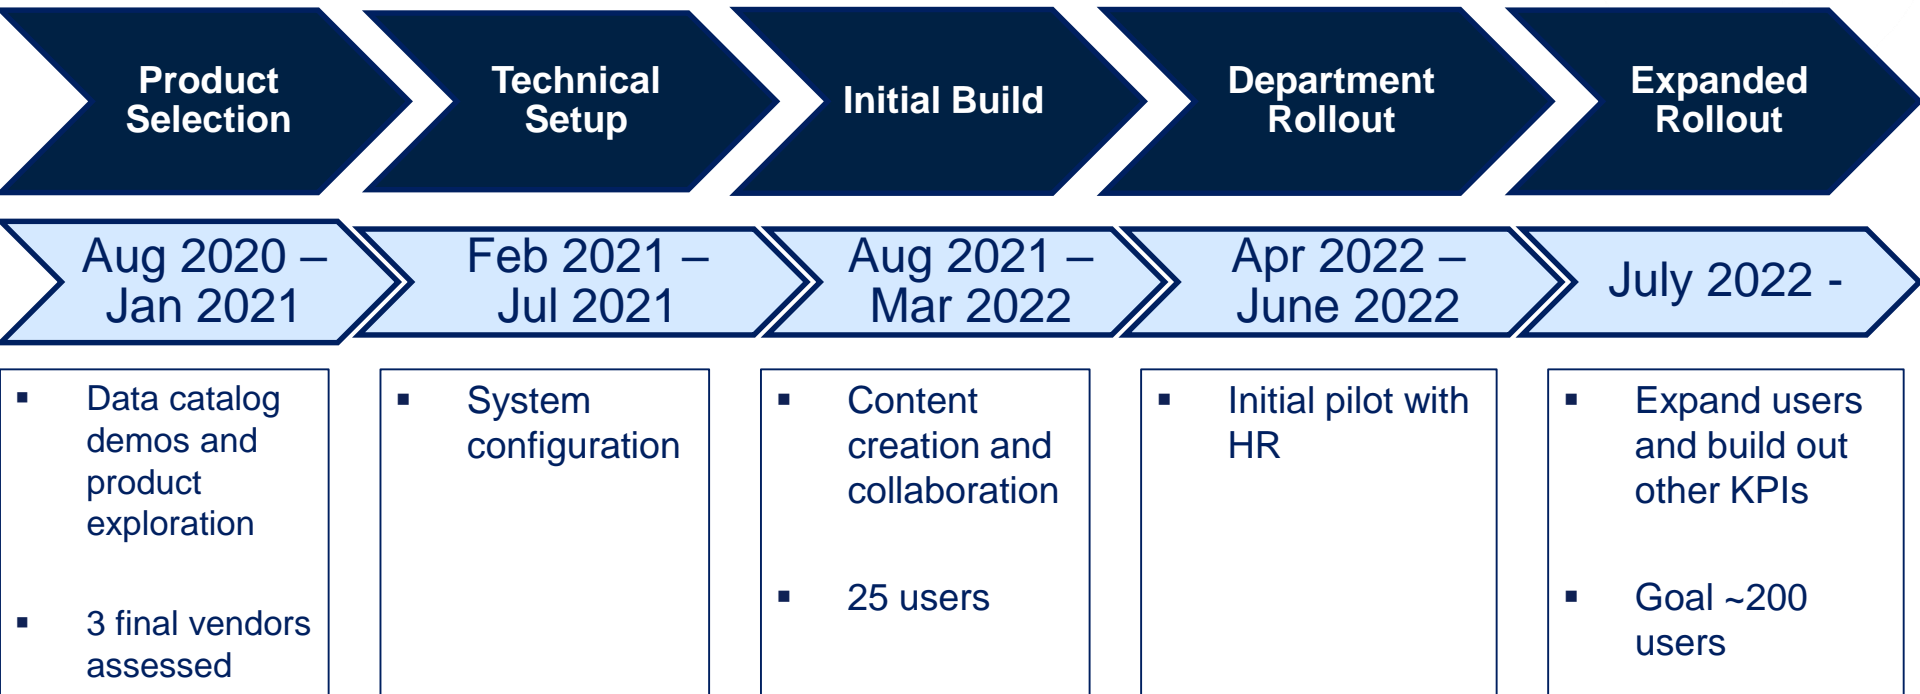 Product
Selection
Technical
Setup
Initial Build
Department
Rollout
Expanded
Rollout
Aug 2020 –
Jan 2021
Feb 2021 –
Jul 2021
Aug 2021 –
Mar 2022
Apr 2022 –
June 2022
July 2022 -
▪ Data catalog
demos and
product
exploration
▪ 3 final vendors
assessed
▪ System
configuration
▪ Content
creation and
collaboration
▪ 25 users
▪ Initial pilot with
HR
▪ Expand users
and build out
other KPIs
▪ Goal ~200
users